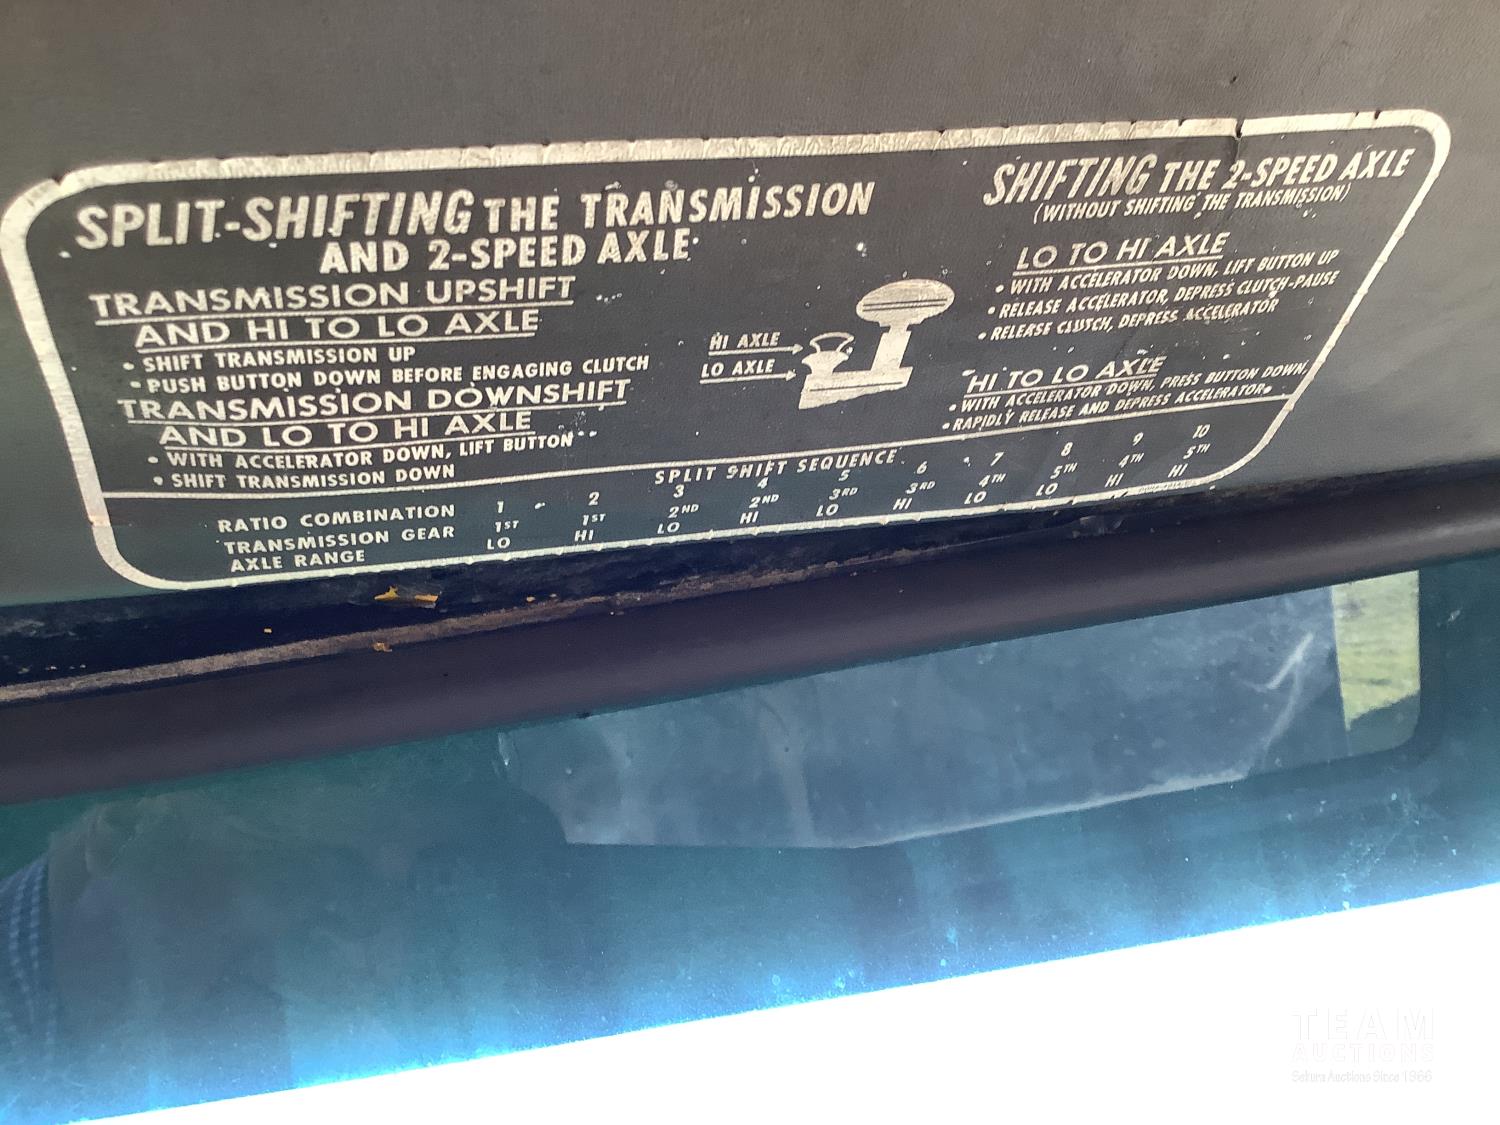 SPLIT-SHIFTING THE TRANSMISSION
AND 2-SPEED AXLE
TRANSMISSION UPSHIFT
AND HI TO LO AXLE
• SHIFT TRANSMISSION UP
• PUSH BUTTON DOWN BEFORE ENGAGING CLUTCH
TRANSMISSION DOWNSHIFT
AND LO TO HI AXLE
• WITH ACCELERATOR DOWN, LIFT BUTTON
• SHIFT TRANSMISSION DOWN
HI AXLE
LO AXLE
SHIFTING THE 2-SPEED AXLE
(WITHOUT SHIFTING THE TRANSMISSION)
LO TO HI AXLE
• WITH ACCELERATOR DOWN, LIFT BUTTON UP
• RELEASE ACCELERATOR, DEPRESS CLUTCH-PAUSE
• RELEASE CLUTCH, DEPRESS ACCELERATOR
HI TO LO AXLE
• WITH ACCELERATOR DOWN, PRESS BUTTON DOWN,
• RAPIDLY RELEASE AND DEPRESS ACCELERATOR
SPLIT SHIFT SEQUENCE
RATIO COMBINATION 1 2 3 4 5 6 7 8 9 10
TRANSMISSION GEAR 1ST 1ST 2ND 2ND 3RD 3RD 4TH 5TH 4TH 5TH
AXLE RANGE LO HI LO HI LO HI LO LO HI HI
TEAM
AUCTIONS
Sekura Auctions Since 1966